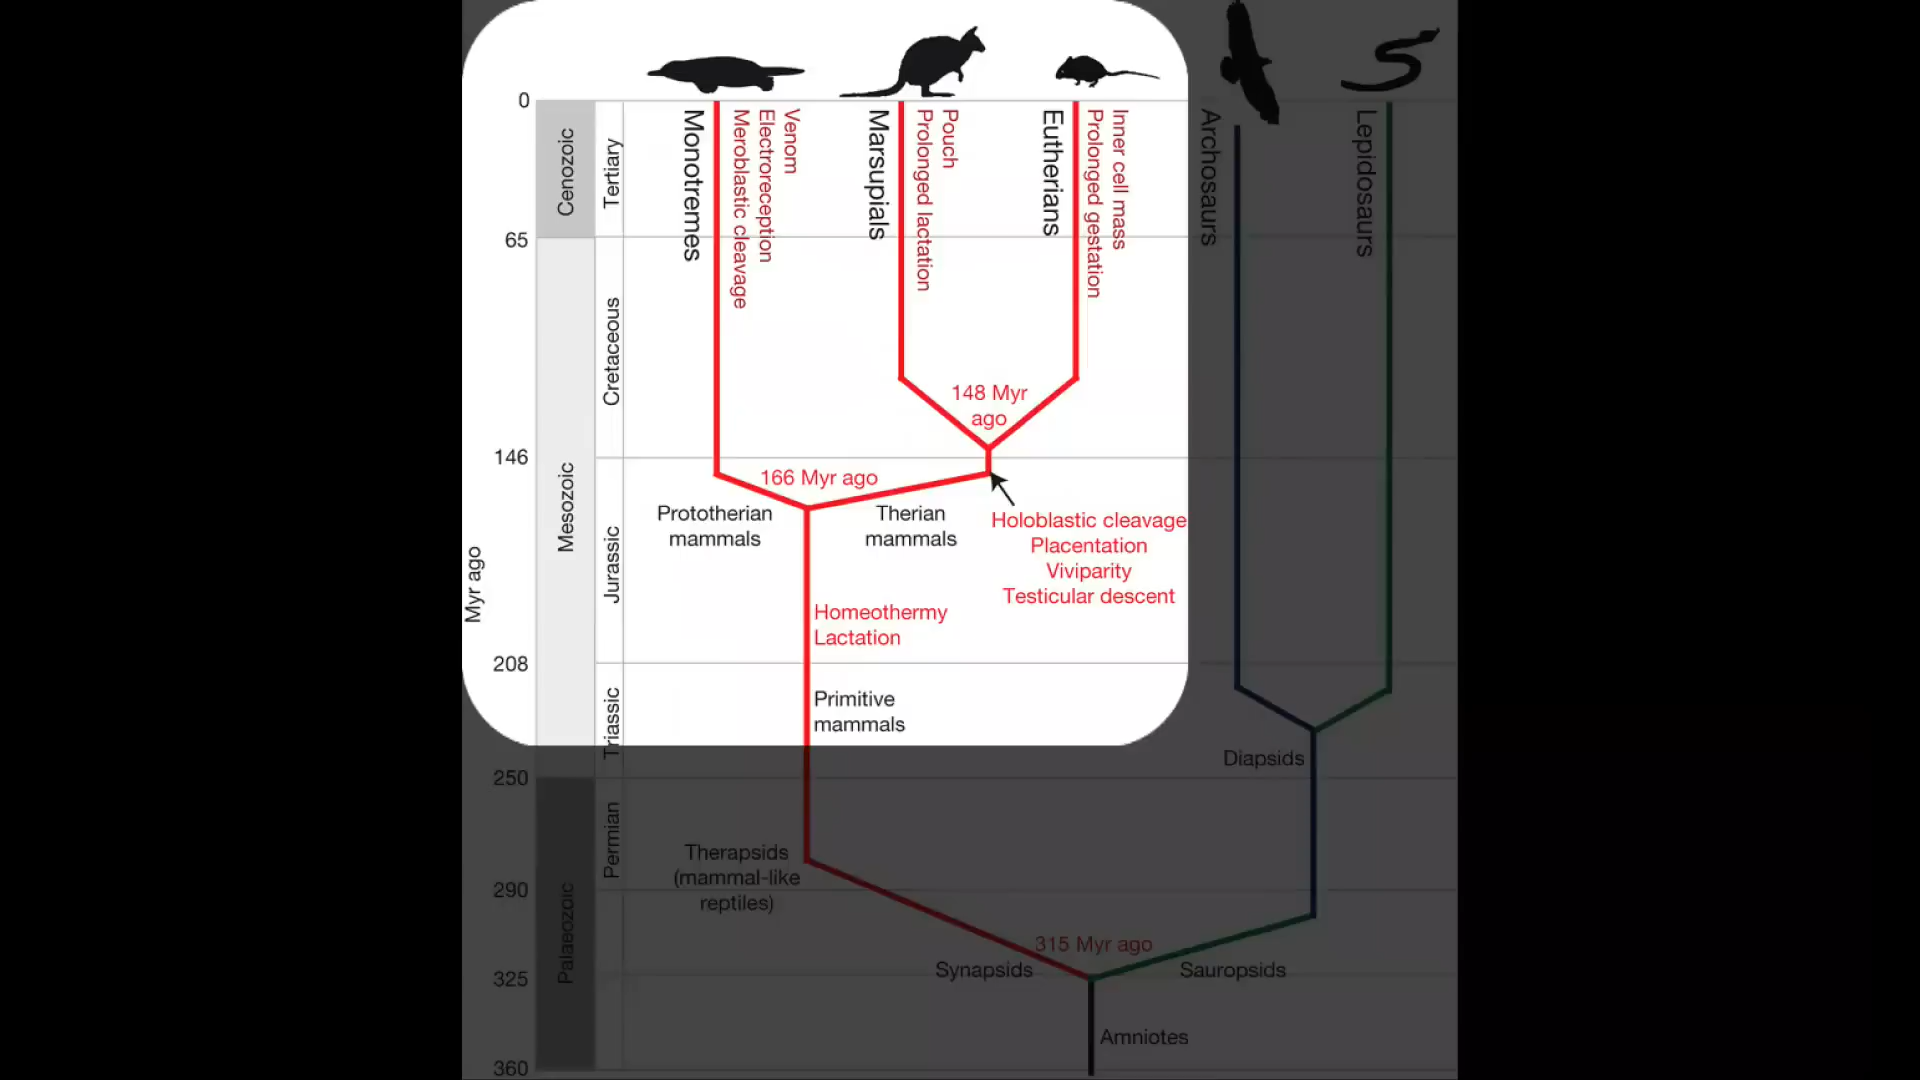 0
65
146
208
250
290
325
360
Myr ago
Cenozoic
Mesozoic
Palaeozoic
Tertiary
Cretaceous
Jurassic
Triassic
Permian
Monotremes
Venom
Electroreception
Meroblastic cleavage
Marsupials
Pouch
Prolonged lactation
Eutherians
Inner cell mass
Prolonged gestation
Archosaurs
Lepidosaurs
148 Myr
ago
166 Myr ago
Prototherian
mammals
Therian
mammals
Holoblastic cleavage
Placentation
Viviparity
Testicular descent
Homeothermy
Lactation
Primitive
mammals
Diapsids
Therapsids
(mammal-like
reptiles)
315 Myr ago
Synapsids
Sauropsids
Amniotes